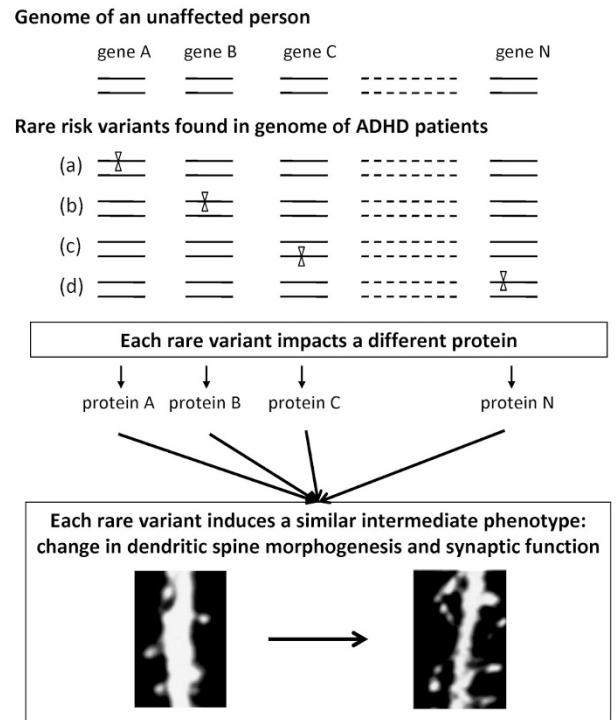 Genome of an unaffected person
gene A gene B gene C gene N
Rare risk variants found in genome of ADHD patients
(a)
(b)
(c)
(d)
Each rare variant impacts a different protein
protein A protein B protein C protein N
Each rare variant induces a similar intermediate phenotype:
change in dendritic spine morphogenesis and synaptic function